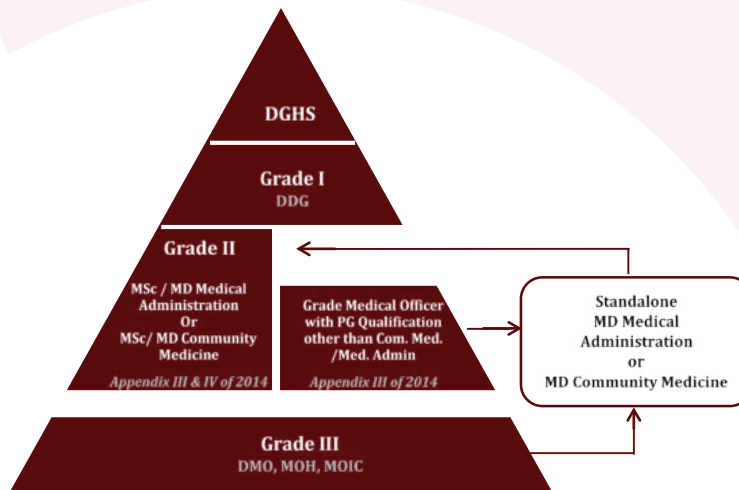 DGHS
Grade I
DDG
Grade II
MSc / MD Medical
Administration
Or
MSc/ MD Community
Medicine
Appendix III & IV of 2014
Grade Medical Officer
with PG Qualification
other than Com. Med.
/Med. Admin
Appendix III of 2014
Standalone
MD Medical
Administration
or
MD Community Medicine
Grade III
DMO, MOH, MOIC